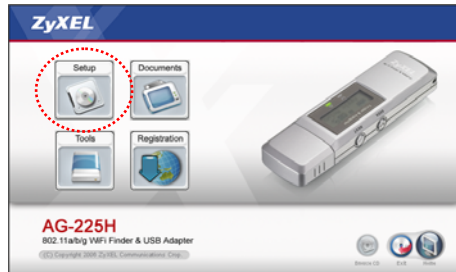 ZyXEL
Setup
Documents
Tools
Registration
AG-225H
802.11a/b/g WiFi Finder & USB Adapter
(C) Copyright 2006 ZyXEL Communications Corp.
Exit